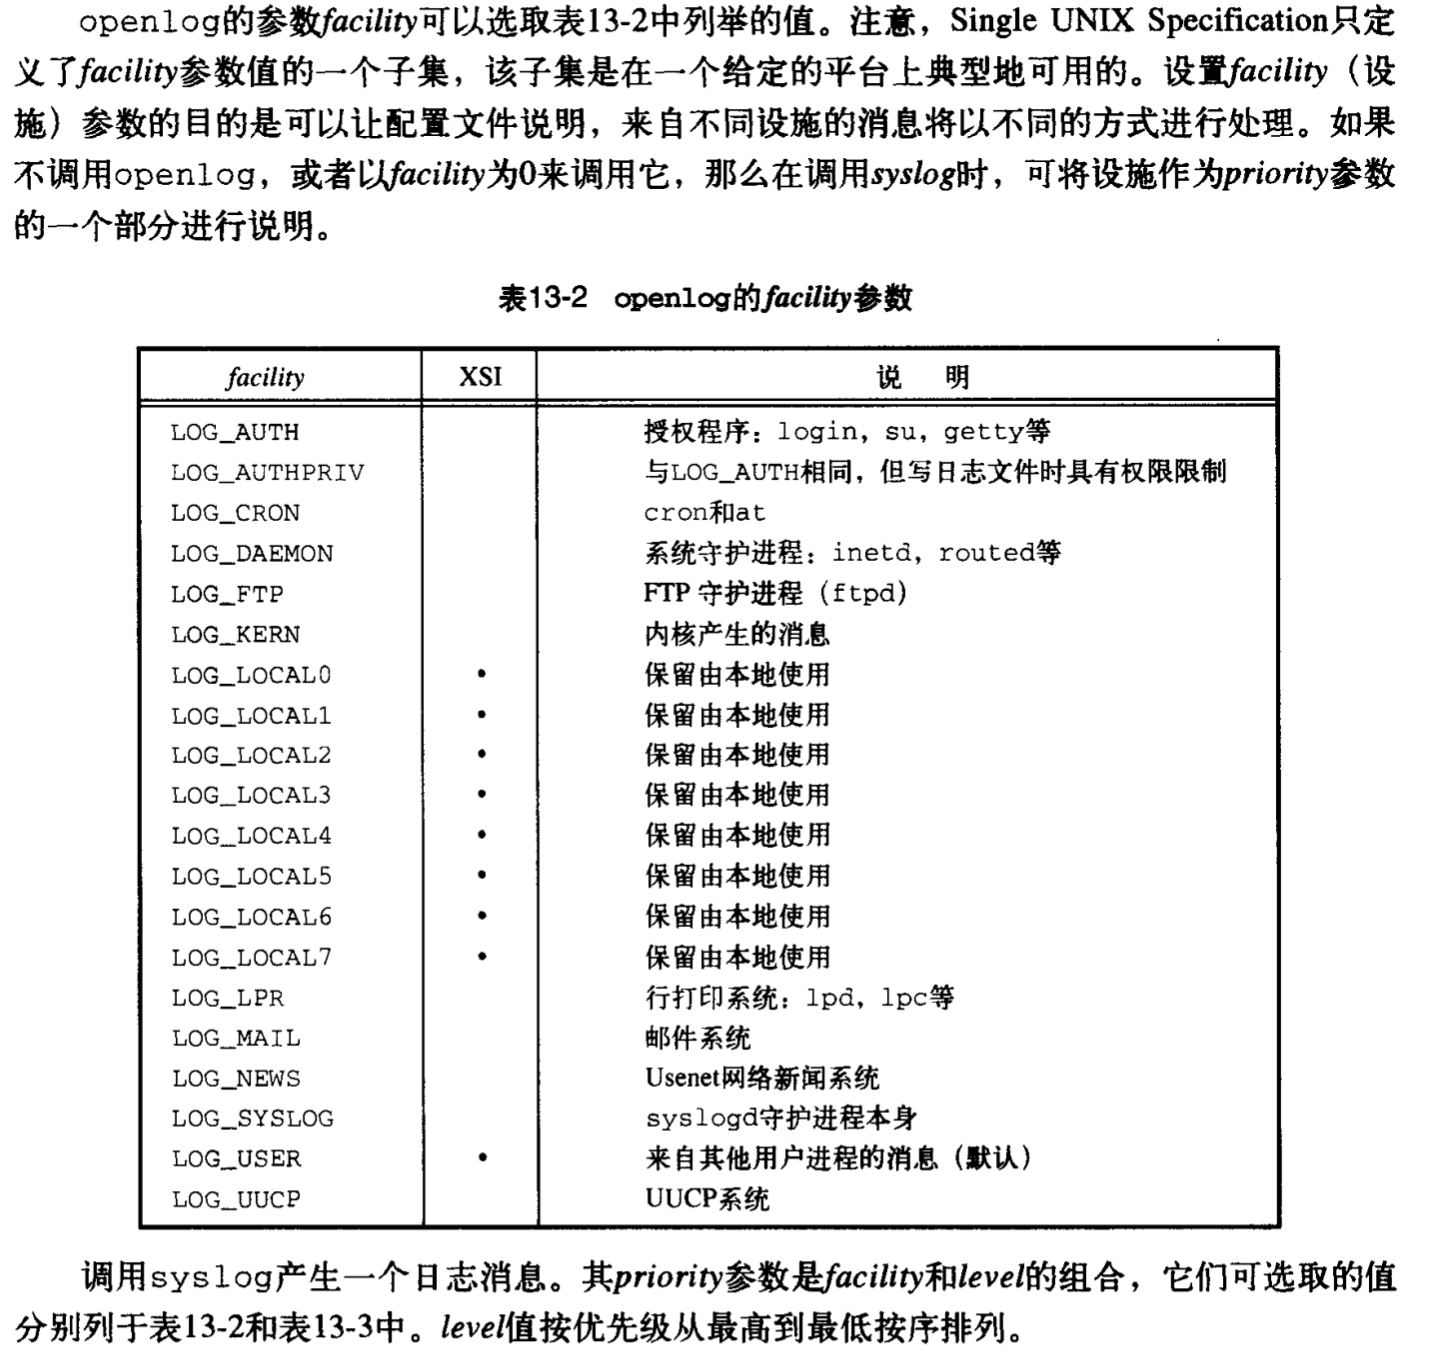 openlog的参数facility可以选取表13-2中列举的值。注意，Single UNIX Specification只定
义了facility参数值的一个子集，该子集是在一个给定的平台上典型地可用的。设置facility（设
施）参数的目的是可以让配置文件说明，来自不同设施的消息将以不同的方式进行处理。如果
不调用openlog，或者以facility为0来调用它，那么在调用syslog时，可将设施作为priority参数
的一个部分进行说明。
表13-2 openlog的facility参数
facility XSI 说 明
LOG_AUTH 授权程序：login，su，getty等
LOG_AUTHPRIV 与LOG_AUTH相同，但写日志文件时具有权限限制
LOG_CRON cron和at
LOG_DAEMON 系统守护进程：inetd，routed等
LOG_FTP FTP 守护进程（ftpd）
LOG_KERN 内核产生的消息
LOG_LOCAL0 • 保留由本地使用
LOG_LOCAL1 • 保留由本地使用
LOG_LOCAL2 • 保留由本地使用
LOG_LOCAL3 • 保留由本地使用
LOG_LOCAL4 • 保留由本地使用
LOG_LOCAL5 • 保留由本地使用
LOG_LOCAL6 • 保留由本地使用
LOG_LOCAL7 • 保留由本地使用
LOG_LPR 行打印系统：lpd，lpc等
LOG_MAIL 邮件系统
LOG_NEWS Usenet网络新闻系统
LOG_SYSLOG syslogd守护进程本身
LOG_USER • 来自其他用户进程的消息（默认）
LOG_UUCP UUCP系统
调用syslog产生一个日志消息。其priority参数是facility和level的组合，它们可选取的值
分别列于表13-2和表13-3中。level值按优先级从最高到最低按序排列。